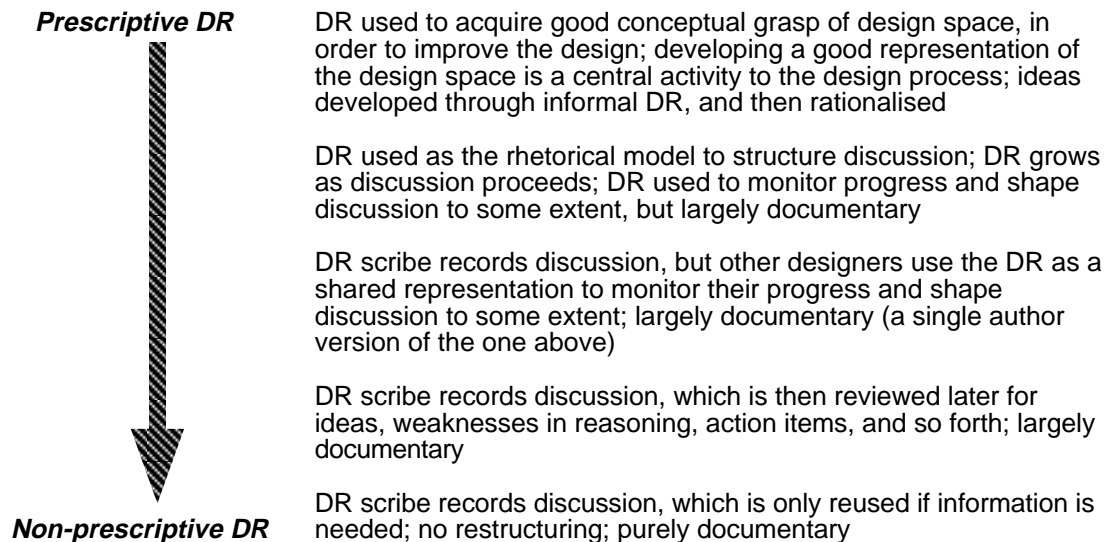 Prescriptive DR
DR used to acquire good conceptual grasp of design space, in
order to improve the design; developing a good representation of
the design space is a central activity to the design process; ideas
developed through informal DR, and then rationalised
DR used as the rhetorical model to structure discussion; DR grows
as discussion proceeds; DR used to monitor progress and shape
discussion to some extent, but largely documentary
DR scribe records discussion, but other designers use the DR as a
shared representation to monitor their progress and shape
discussion to some extent; largely documentary (a single author
version of the one above)
DR scribe records discussion, which is then reviewed later for
ideas, weaknesses in reasoning, action items, and so forth; largely
documentary
Non-prescriptive DR
DR scribe records discussion, which is only reused if information is
needed; no restructuring; purely documentary